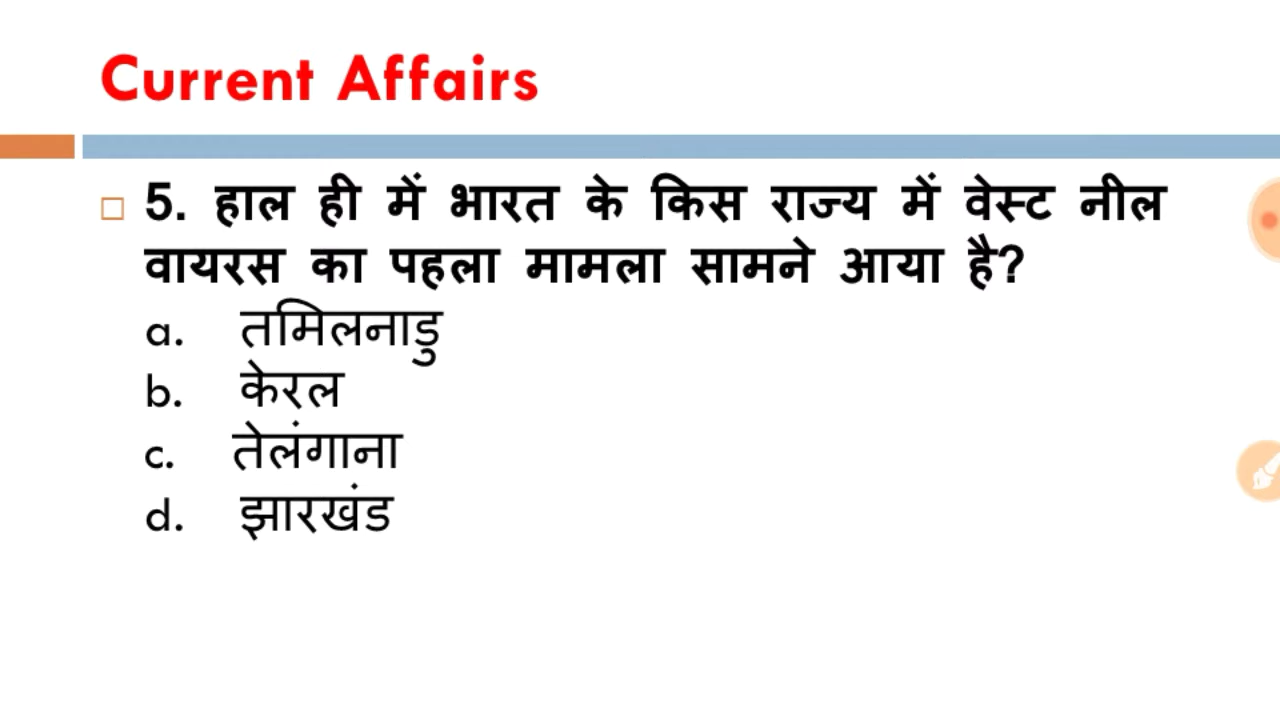 Current Affairs
5. हाल ही में भारत के किस राज्य में वेस्ट नील
वायरस का पहला मामला सामने आया है?
a. तमिलनाडु
b. केरल
c. तेलंगाना
d. झारखंड